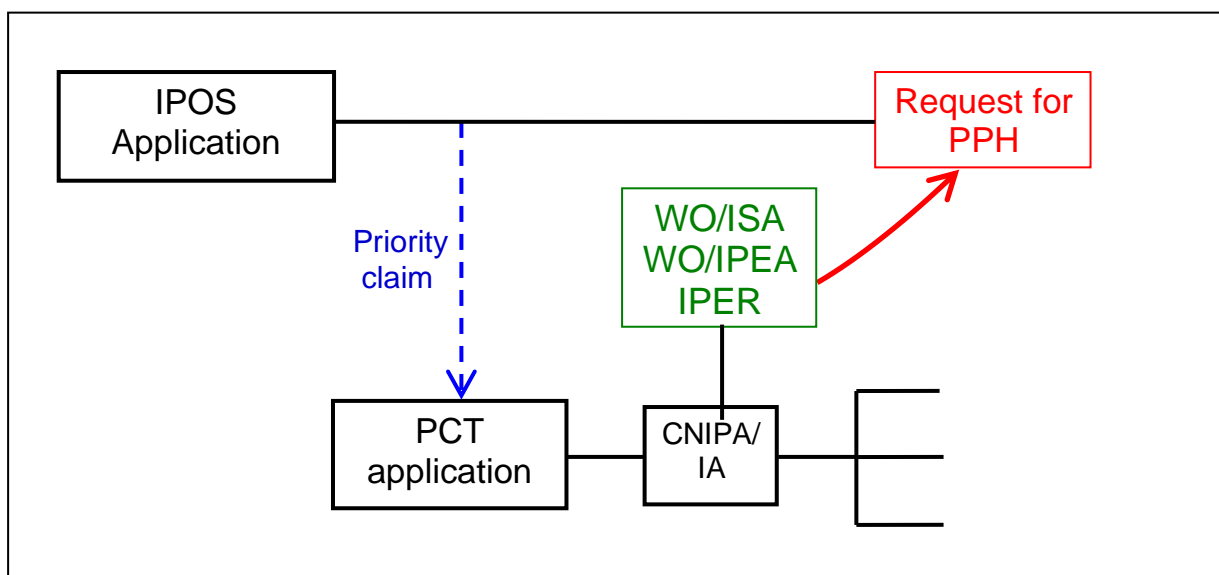 IPOS
Application
Request for
PPH
WO/ISA
WO/IPEA
IPER
Priority
claim
PCT
application
CNIPA/
IA